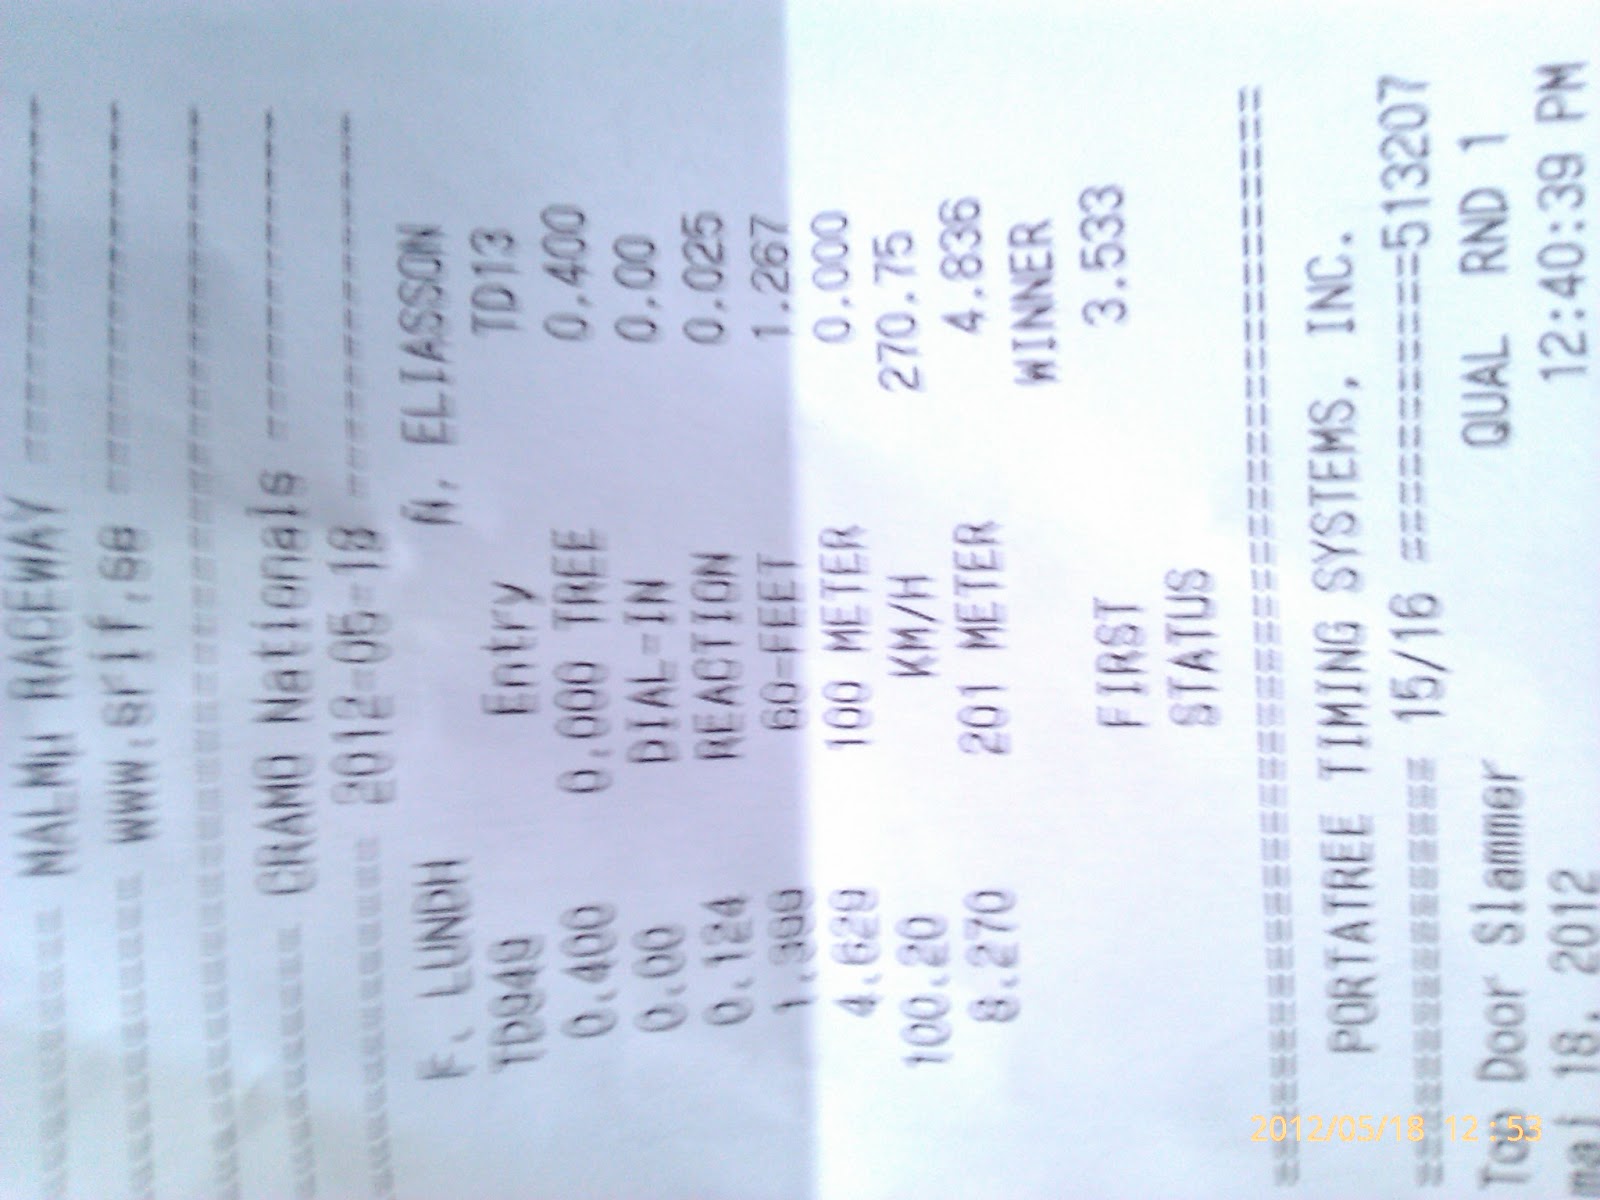 ====== MALMH RACEWAY ================
======== www.srif.se ================
====================================
====== CRAMO Nationals ==============
======== 2012-05-18 ================
F. LUNDH A. ELIASSON
TD949 Entry TD13
0.400 0.000 TREE 0.400
0.00 DIAL-IN 0.00
0.124 REACTION 0.025
1.399 60-FEET 1.267
4.629 100 METER 0.000
100.20 KM/H 270.75
8.270 201 METER 4.836
WINNER
FIRST 3.533
STATUS
====================================
PORTATREE TIMING SYSTEMS, INC.
============ 15/16 ===========5513207
Top Door Slammer QUAL RND 1
maj 18, 2012 12:40:39 PM
2012/05/18 12:53